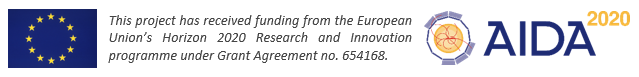 This project has received funding from the European
Union’s Horizon 2020 Research and Innovation
programme under Grant Agreement no. 654168.
AIDA 2020